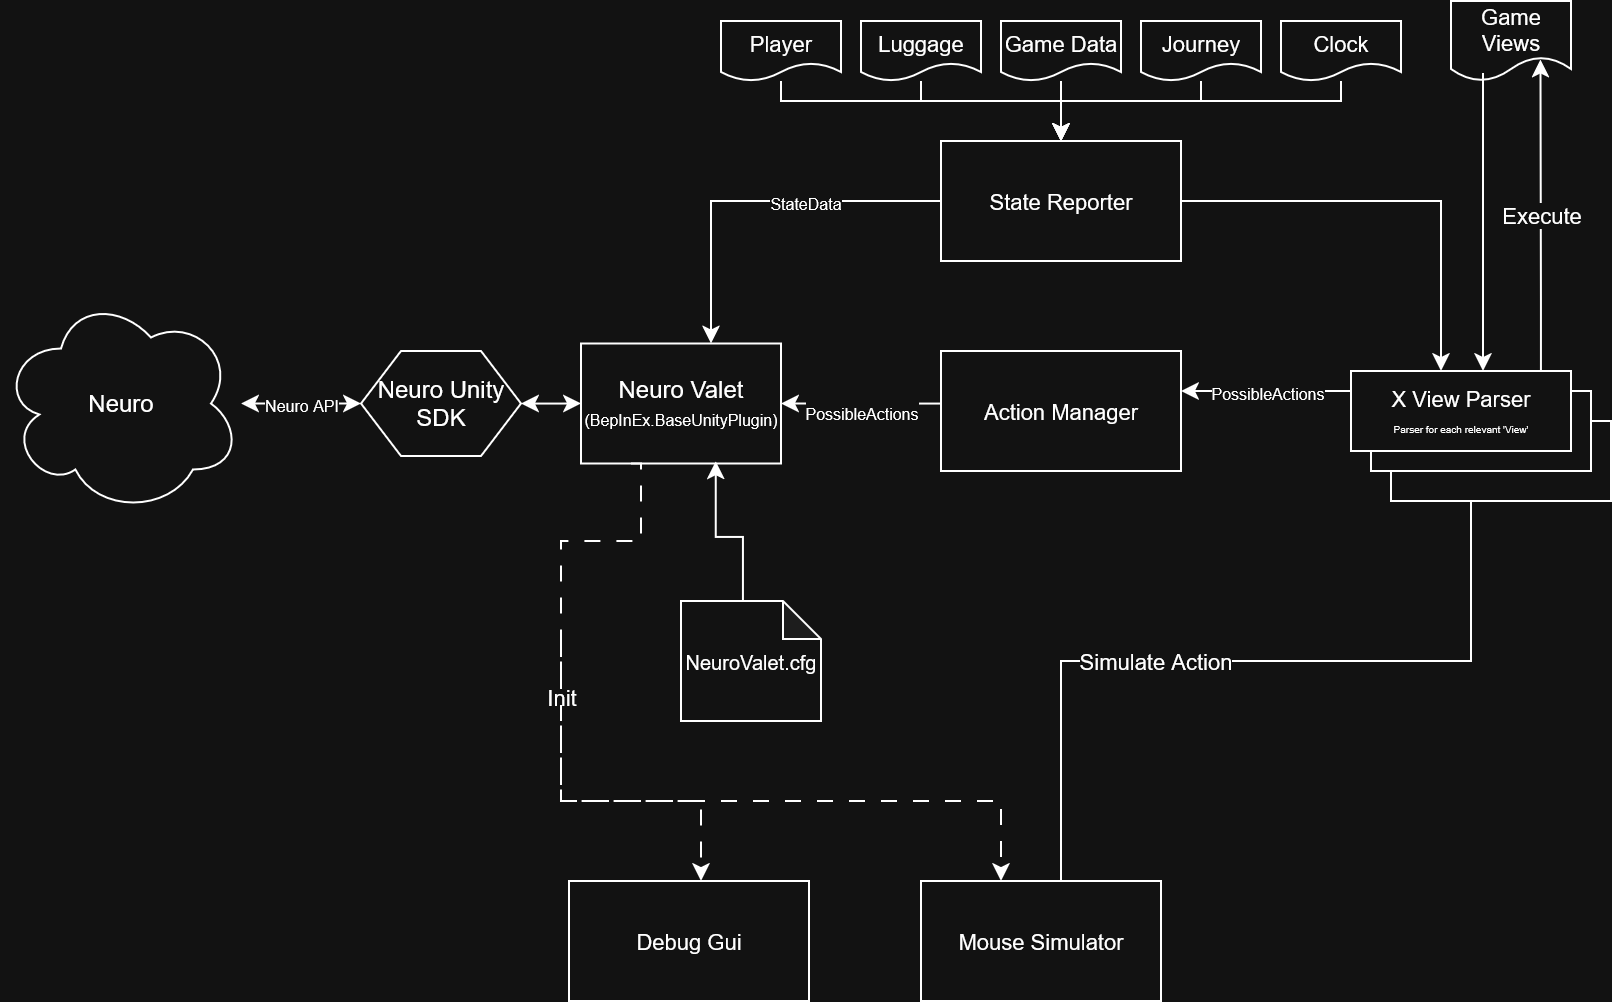 Player
Luggage
Game Data
Journey
Clock
Game
Views
State Reporter
StateData
Execute
Neuro
Neuro API
Neuro Unity
SDK
Neuro Valet
(BepInEx.BaseUnityPlugin)
PossibleActions
Action Manager
PossibleActions
X View Parser
Parser for each relevant 'View'
NeuroValet.cfg
Simulate Action
Init
Debug Gui
Mouse Simulator